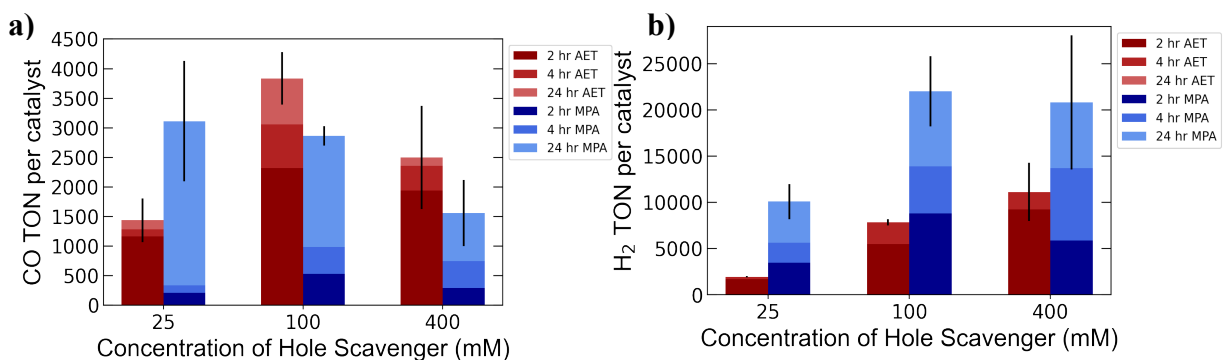 a)
CO TON per catalyst
4500
4000
3500
3000
2500
2000
1500
1000
500
0
25
100
400
Concentration of Hole Scavenger (mM)
2 hr AET
4 hr AET
24 hr AET
2 hr MPA
4 hr MPA
24 hr MPA
b)
H₂ TON per catalyst
25000
20000
15000
10000
5000
0
25
100
400
Concentration of Hole Scavenger (mM)
2 hr AET
4 hr AET
24 hr AET
2 hr MPA
4 hr MPA
24 hr MPA